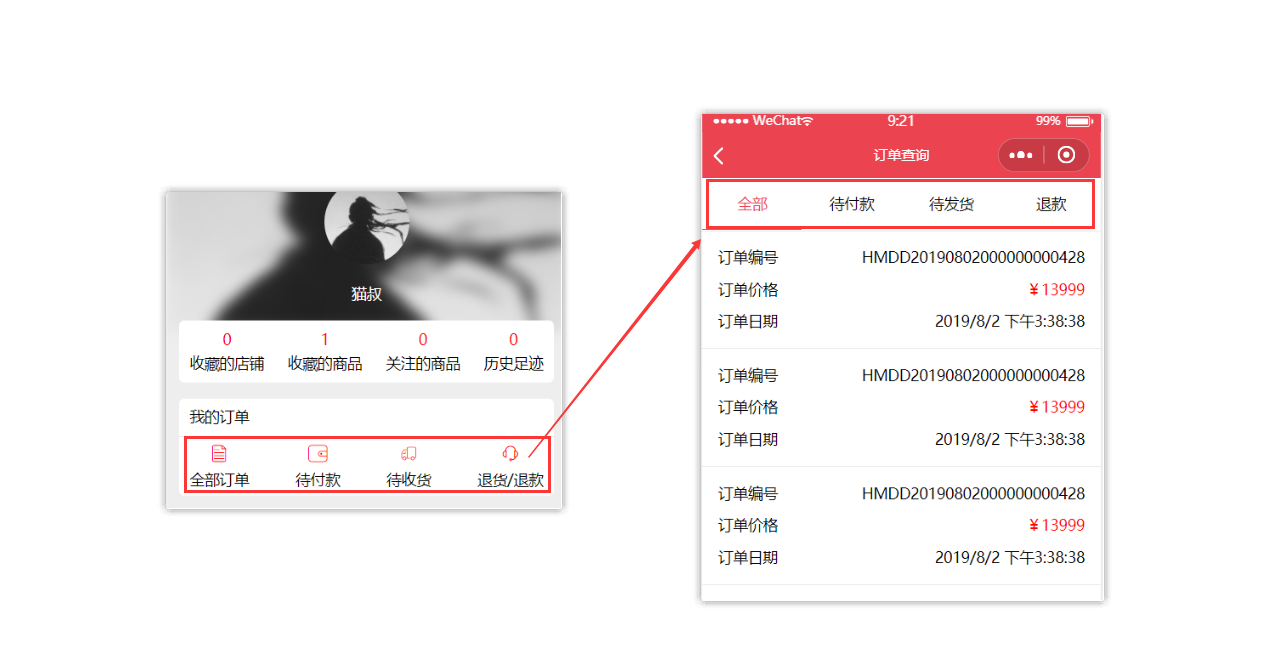 猫叔
0 1 0 0
收藏的店铺 收藏的商品 关注的商品 历史足迹
我的订单
全部订单 待付款 待收货 退货/退款
WeChat 9:21 99%
订单查询
全部 待付款 待发货 退款
订单编号 HMDD20190802000000000428
订单价格 ¥ 13999
订单日期 2019/8/2 下午3:38:38
订单编号 HMDD20190802000000000428
订单价格 ¥ 13999
订单日期 2019/8/2 下午3:38:38
订单编号 HMDD20190802000000000428
订单价格 ¥ 13999
订单日期 2019/8/2 下午3:38:38